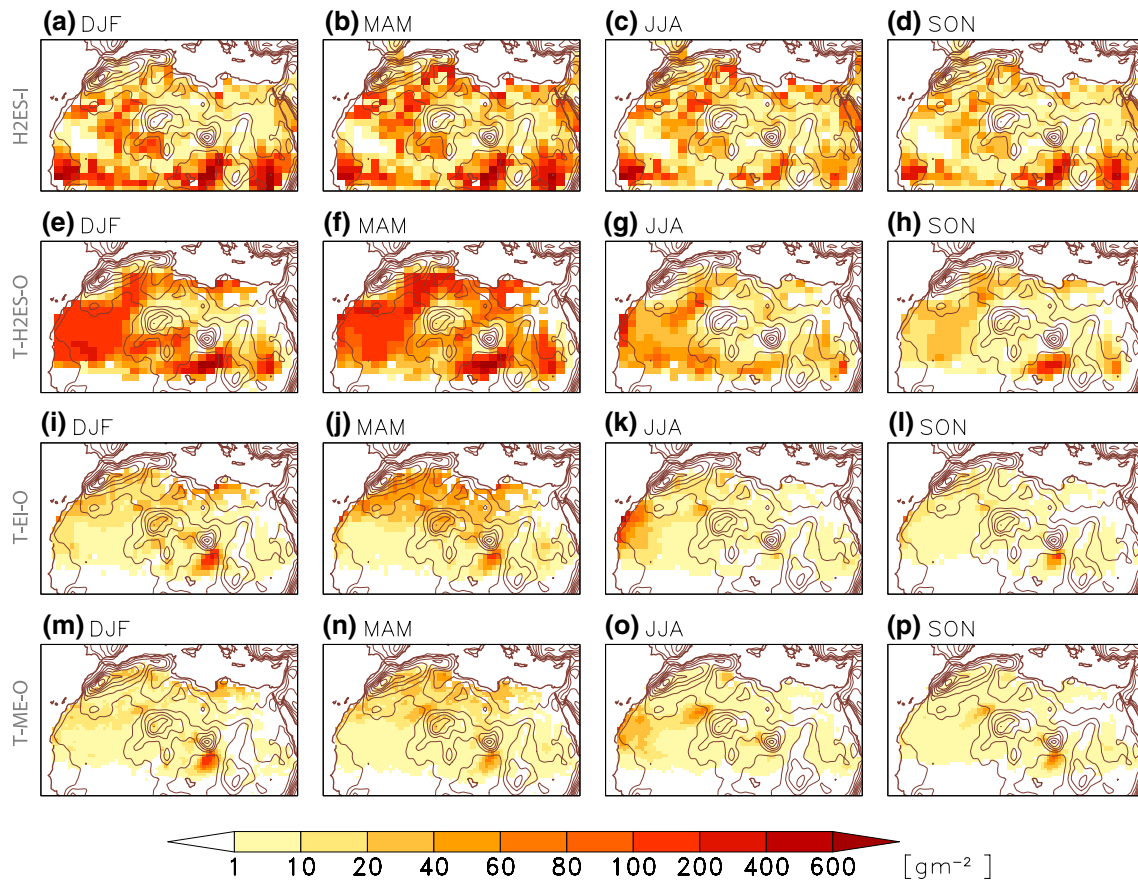 (a) DJF
(b) MAM
(c) JJA
(d) SON
H2ES-I
(e) DJF
(f) MAM
(g) JJA
(h) SON
T-H2ES-O
(i) DJF
(j) MAM
(k) JJA
(l) SON
T-EI-O
(m) DJF
(n) MAM
(o) JJA
(p) SON
T-ME-O
1 10 20 40 60 80 100 200 400 600 [gm⁻²]